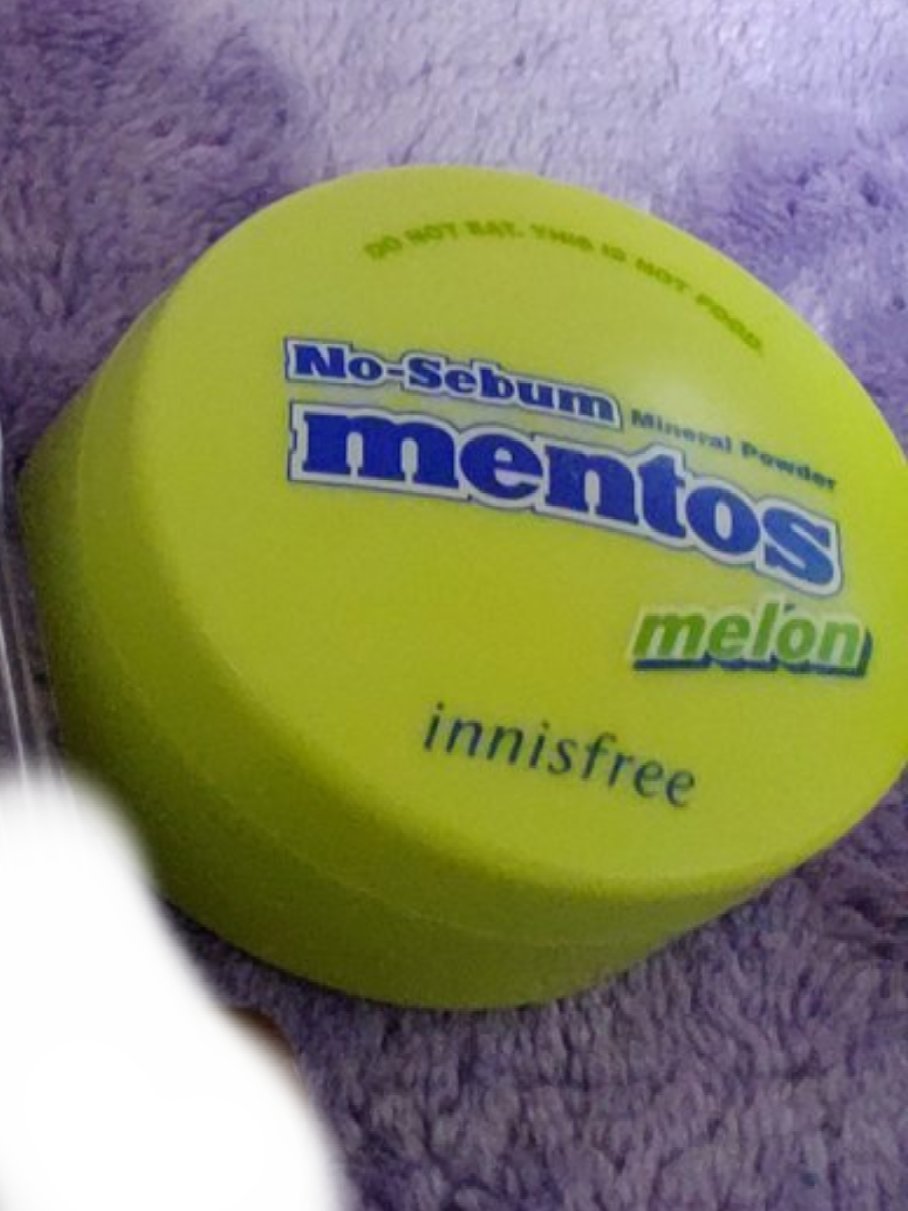 DO NOT EAT. THIS IS NOT FOOD
No-Sebum Mineral Powder
mentos
melon
innisfree